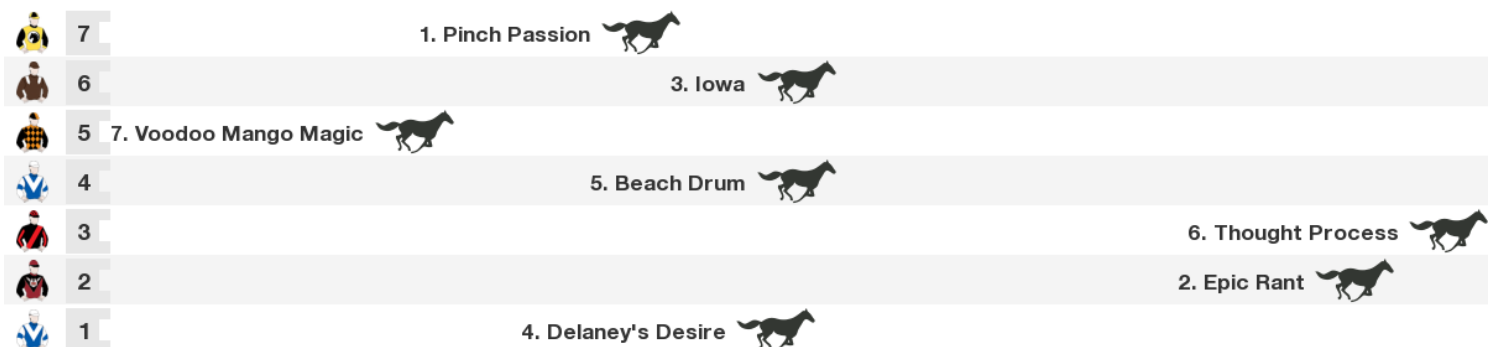 7 1. Pinch Passion
6 3. Iowa
5 7. Voodoo Mango Magic
4 5. Beach Drum
3 6. Thought Process
2 2. Epic Rant
1 4. Delaney's Desire